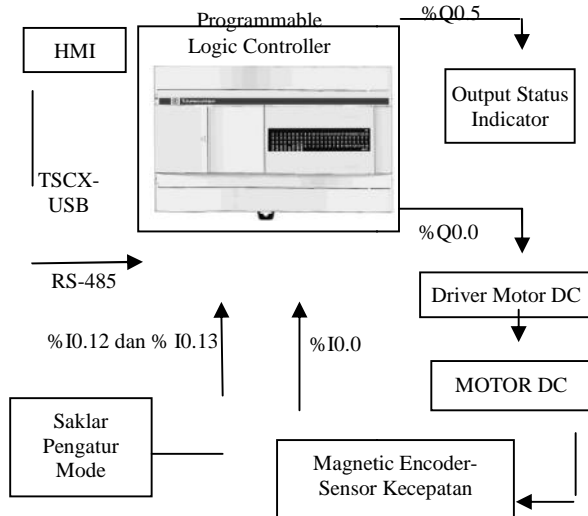 Programmable
Logic Controller
%Q0.5
HMI
Output Status
Indicator
TSCX-
USB
%Q0.0
RS-485
Driver Motor DC
%I0.12 dan % I0.13
%I0.0
MOTOR DC
Saklar
Pengatur
Mode
Magnetic Encoder-
Sensor Kecepatan